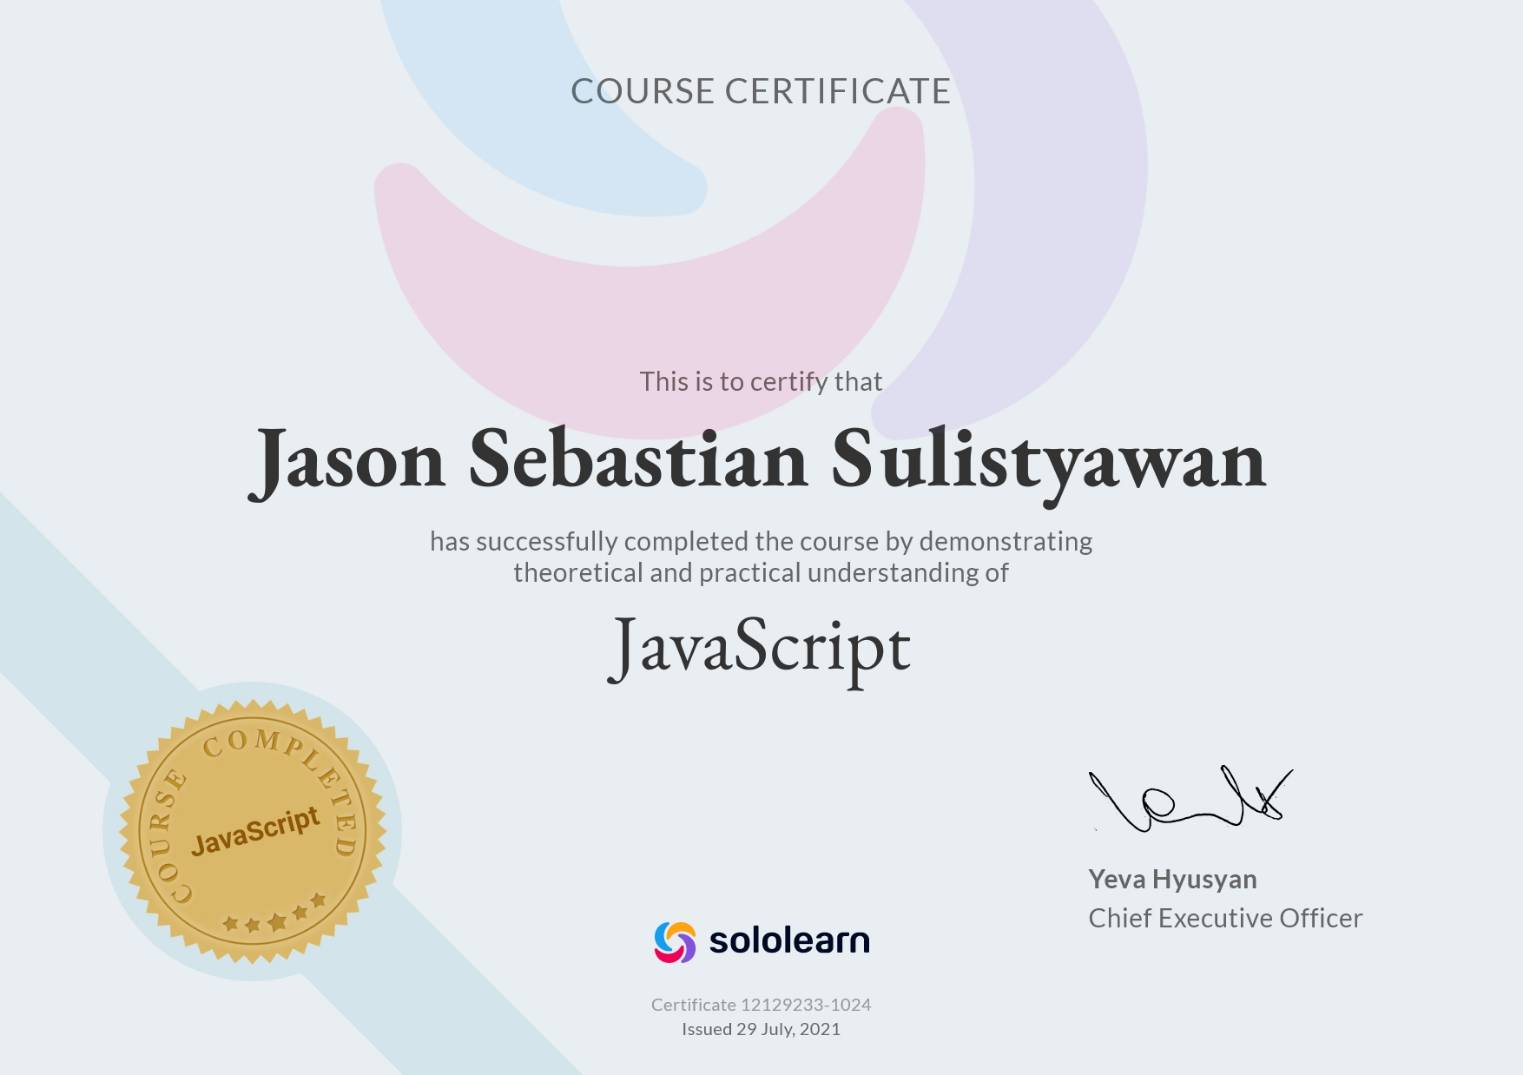 COURSE CERTIFICATE
This is to certify that
Jason Sebastian Sulistyawan
has successfully completed the course by demonstrating
theoretical and practical understanding of
JavaScript
COURSE COMPLETED
JavaScript
Yeva Hyusyan
Chief Executive Officer
sololearn
Certificate 12129233-1024
Issued 29 July, 2021